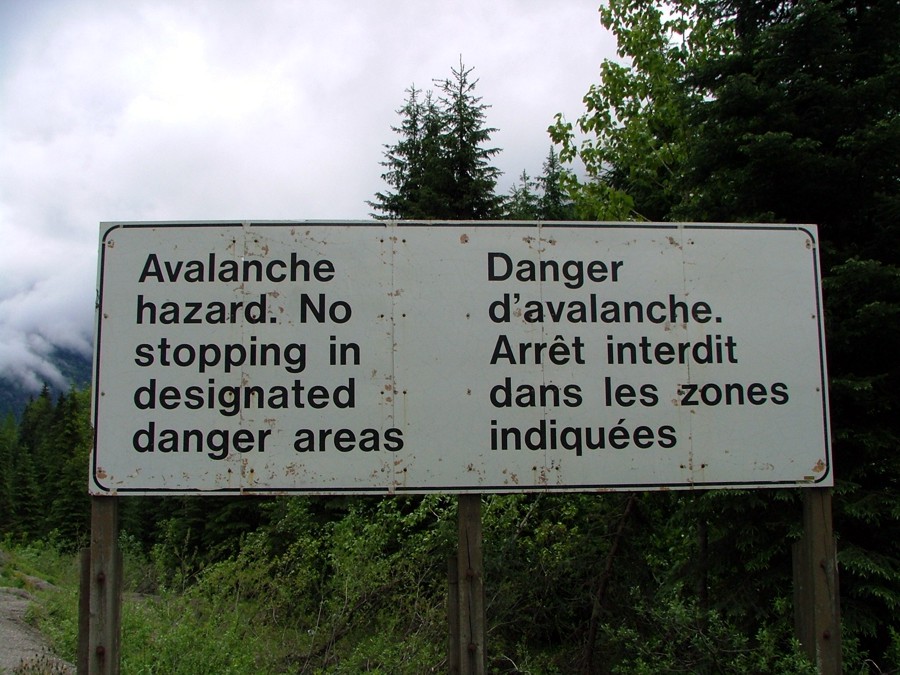 Avalanche
hazard. No
stopping in
designated
danger areas
Danger
d'avalanche.
Arrêt interdit
dans les zones
indiquées